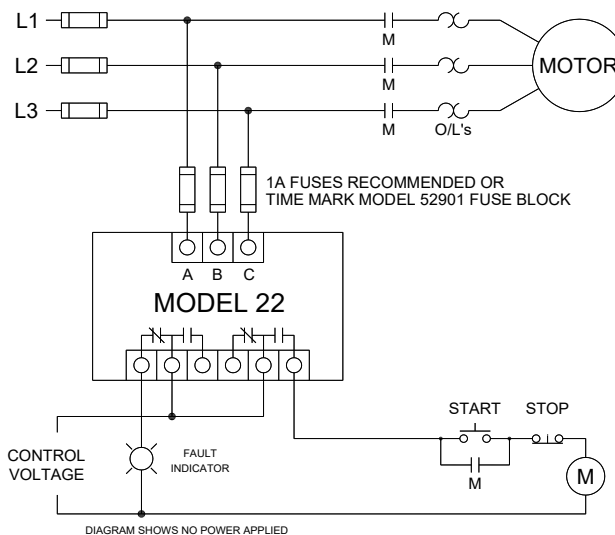 L1
M
L2
MOTOR
M
L3
M
O/L's
1A FUSES RECOMMENDED OR
TIME MARK MODEL 52901 FUSE BLOCK
A B C
MODEL 22
START STOP
CONTROL
VOLTAGE
FAULT
INDICATOR
M
M
DIAGRAM SHOWS NO POWER APPLIED